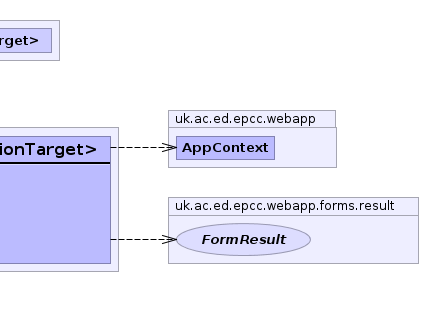 rget>
uk.ac.ed.epcc.webapp
AppContext
ionTarget>
uk.ac.ed.epcc.webapp.forms.result
FormResult